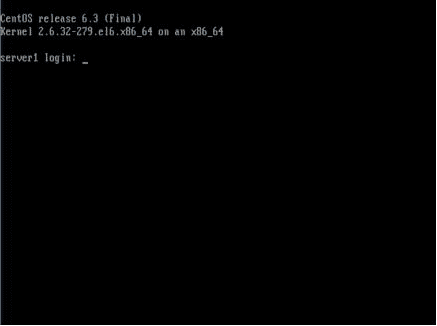 CentOS release 6.3 (Final)
Kernel 2.6.32-279.el6.x86_64 on an x86_64
server1 login: _